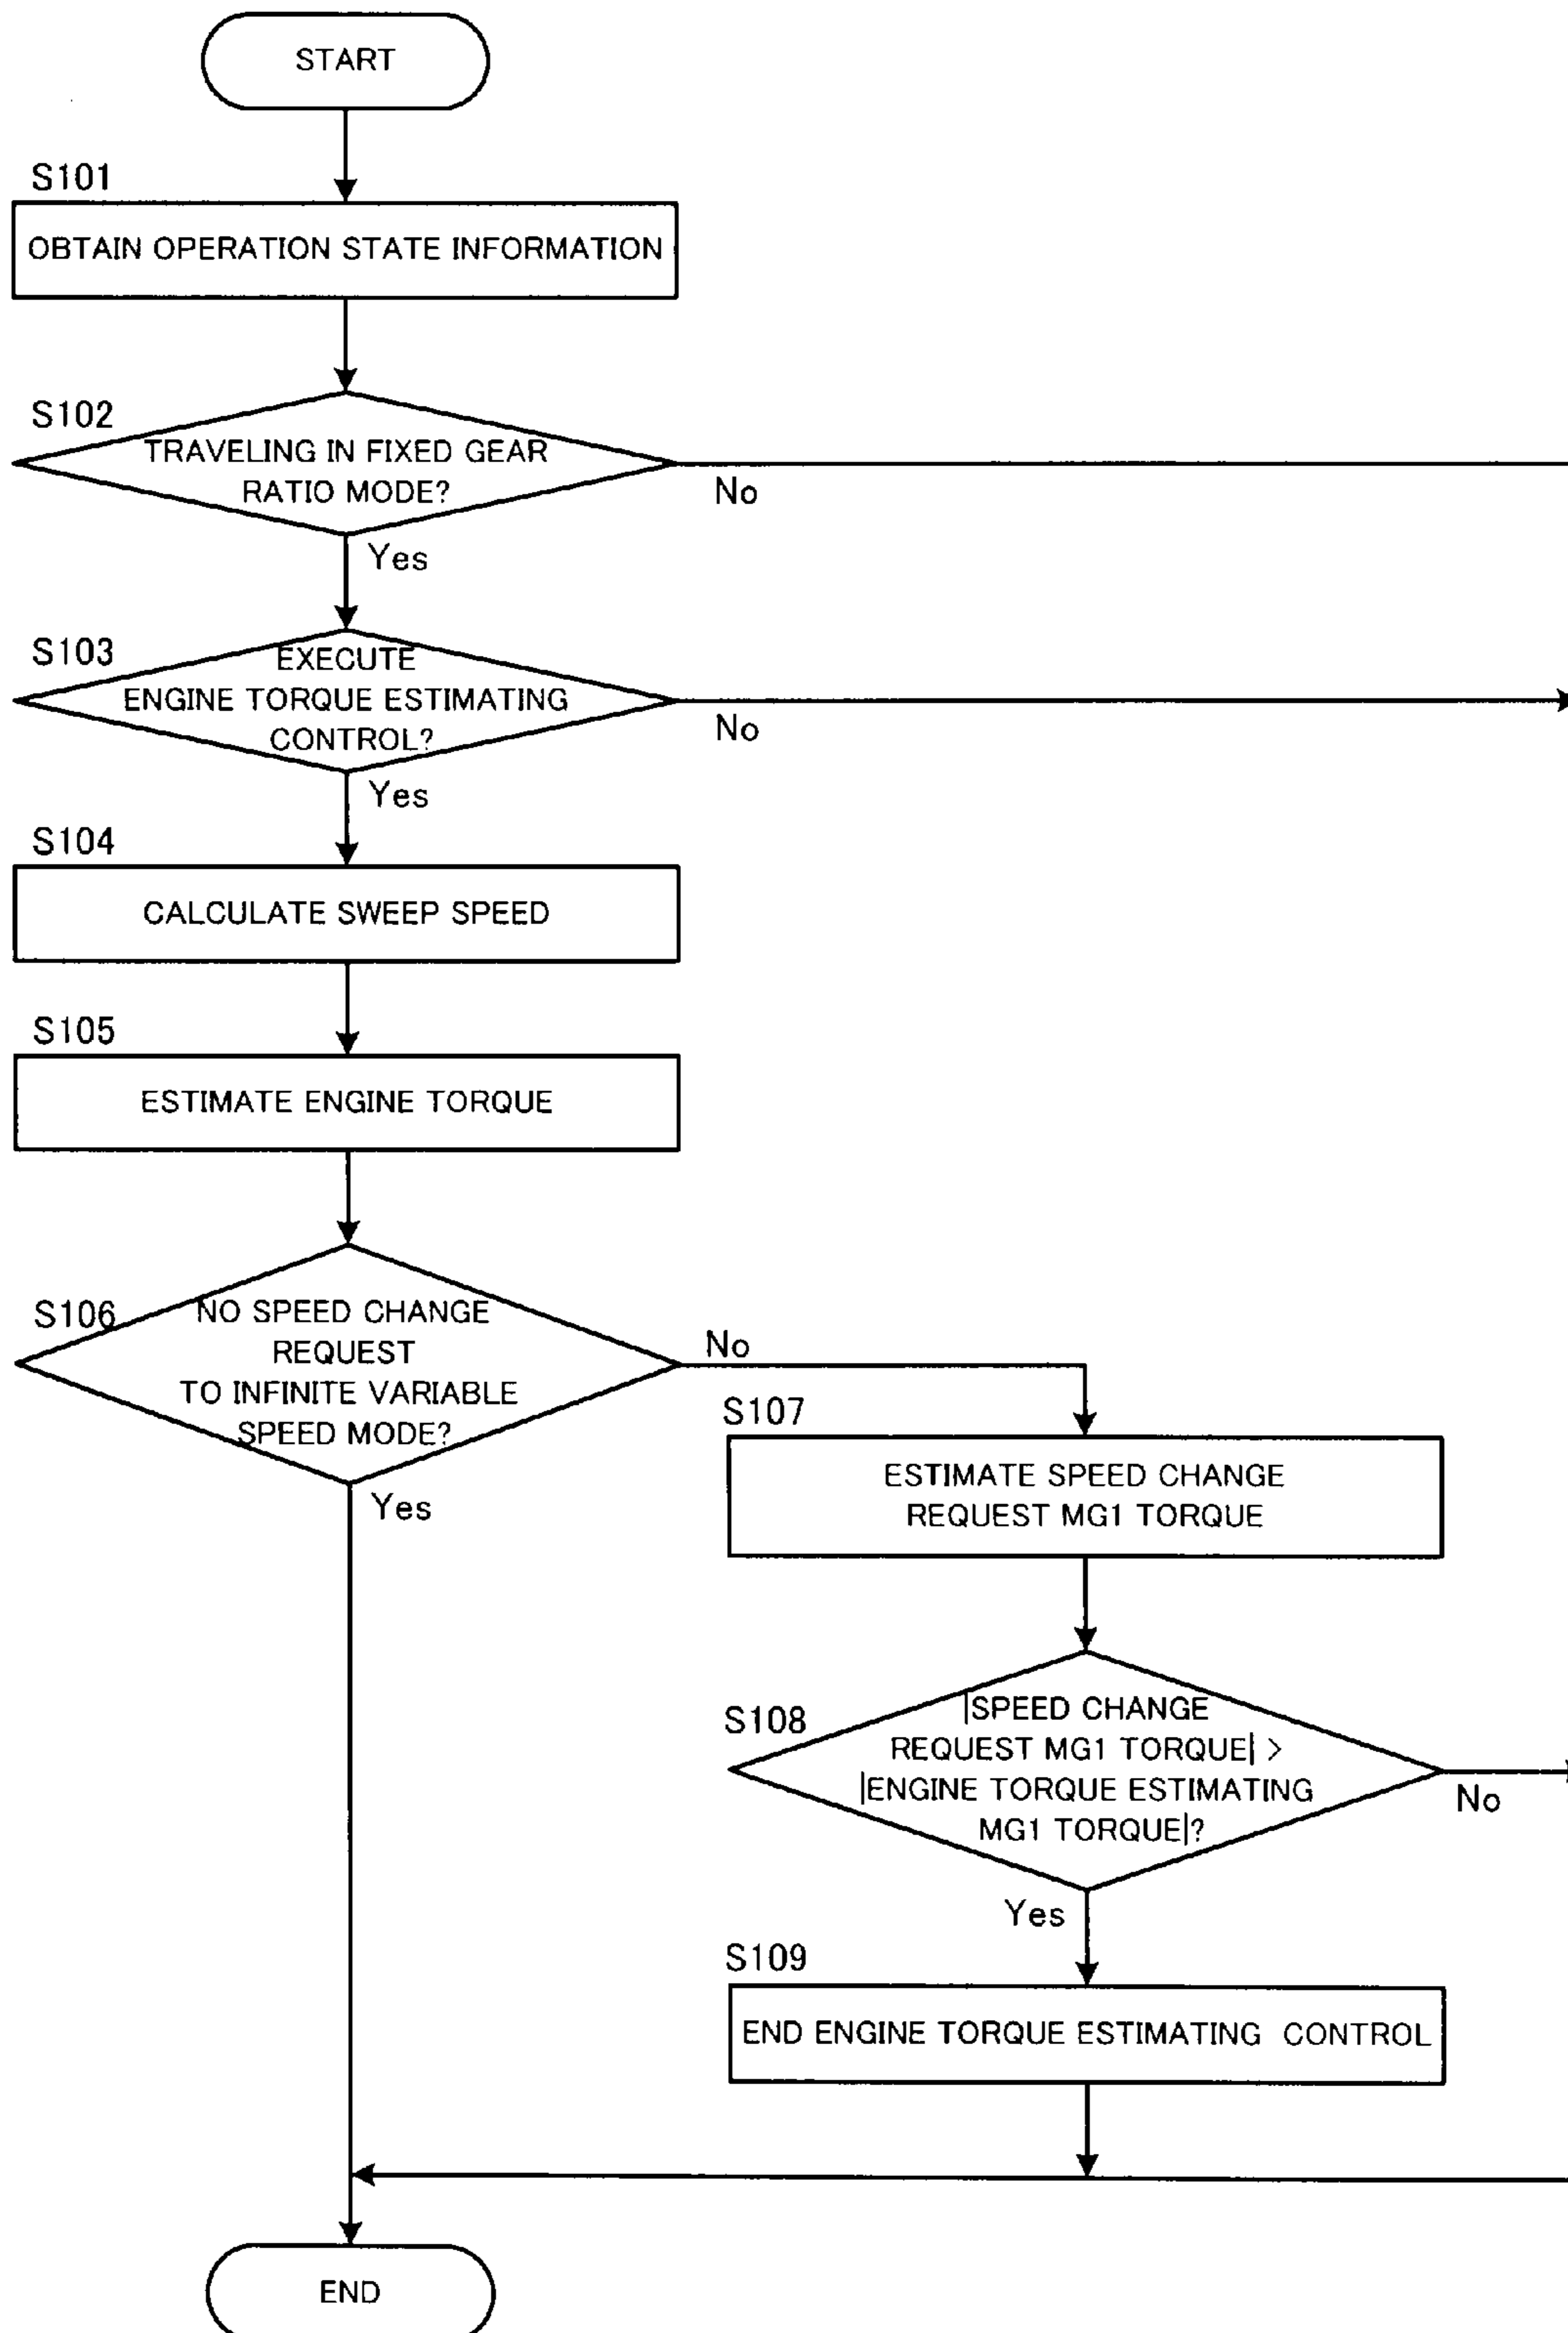 START
S101
OBTAIN OPERATION STATE INFORMATION
S102
TRAVELING IN FIXED GEAR
RATIO MODE?
No
Yes
S103
EXECUTE
ENGINE TORQUE ESTIMATING
CONTROL?
No
Yes
S104
CALCULATE SWEEP SPEED
S105
ESTIMATE ENGINE TORQUE
S106
NO SPEED CHANGE
REQUEST
TO INFINITE VARIABLE
SPEED MODE?
No
Yes
S107
ESTIMATE SPEED CHANGE
REQUEST MG1 TORQUE
S108
|SPEED CHANGE
REQUEST MG1 TORQUE| >
|ENGINE TORQUE ESTIMATING
MG1 TORQUE|?
No
Yes
S109
END ENGINE TORQUE ESTIMATING CONTROL
END